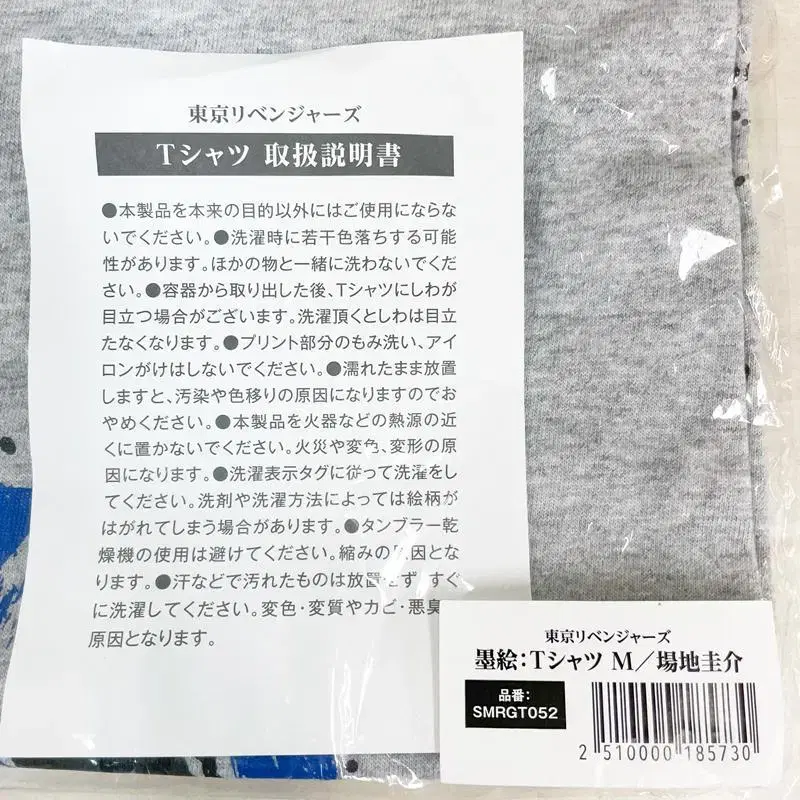 東京リベンジャーズ
Tシャツ 取扱説明書
●本製品を本来の目的以外にはご使用にならな
いでください。●洗濯時に若干色落ちする可能
性があります。ほかの物と一緒に洗わないでくだ
さい。●容器から取り出した後、Tシャツにしわが
目立つ場合がございます。洗濯頂くとしわは目立
たなくなります。●プリント部分のもみ洗い、アイ
ロンがけはしないでください。●濡れたまま放置
しますと、汚染や色移りの原因になりますのでお
やめください。●本製品を火器などの熱源の近
くに置かないでください。火災や変色、変形の原
因になります。●洗濯表示タグに従って洗濯をし
てください。洗剤や洗濯方法によっては絵柄が
はがれてしまう場合があります。●タンブラー乾
燥機の使用は避けてください。縮みの原因とな
ります。●汗などで汚れたものは放置せず、すぐ
に洗濯してください。変色・変質やカビ・悪臭
原因となります。
東京リベンジャーズ
墨絵:Tシャツ M/場地圭介
品番:
SMRGT052
2 510000 185730